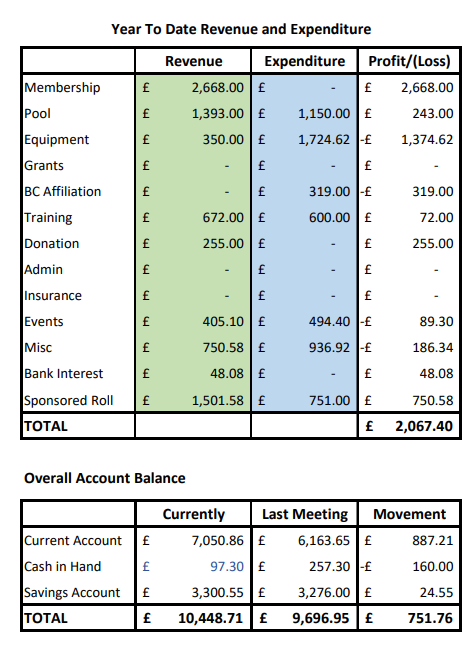 Year To Date Revenue and Expenditure
Revenue Expenditure Profit/(Loss)
Membership £ 2,668.00 £ - £ 2,668.00
Pool £ 1,393.00 £ 1,150.00 £ 243.00
Equipment £ 350.00 £ 1,724.62 -£ 1,374.62
Grants £ - £ - £ -
BC Affiliation £ - £ 319.00 -£ 319.00
Training £ 672.00 £ 600.00 £ 72.00
Donation £ 255.00 £ - £ 255.00
Admin £ - £ - £ -
Insurance £ - £ - £ -
Events £ 405.10 £ 494.40 -£ 89.30
Misc £ 750.58 £ 936.92 -£ 186.34
Bank Interest £ 48.08 £ - £ 48.08
Sponsored Roll £ 1,501.58 £ 751.00 £ 750.58
TOTAL £ 2,067.40
Overall Account Balance
Currently Last Meeting Movement
Current Account £ 7,050.86 £ 6,163.65 £ 887.21
Cash in Hand £ 97.30 £ 257.30 -£ 160.00
Savings Account £ 3,300.55 £ 3,276.00 £ 24.55
TOTAL £ 10,448.71 £ 9,696.95 £ 751.76